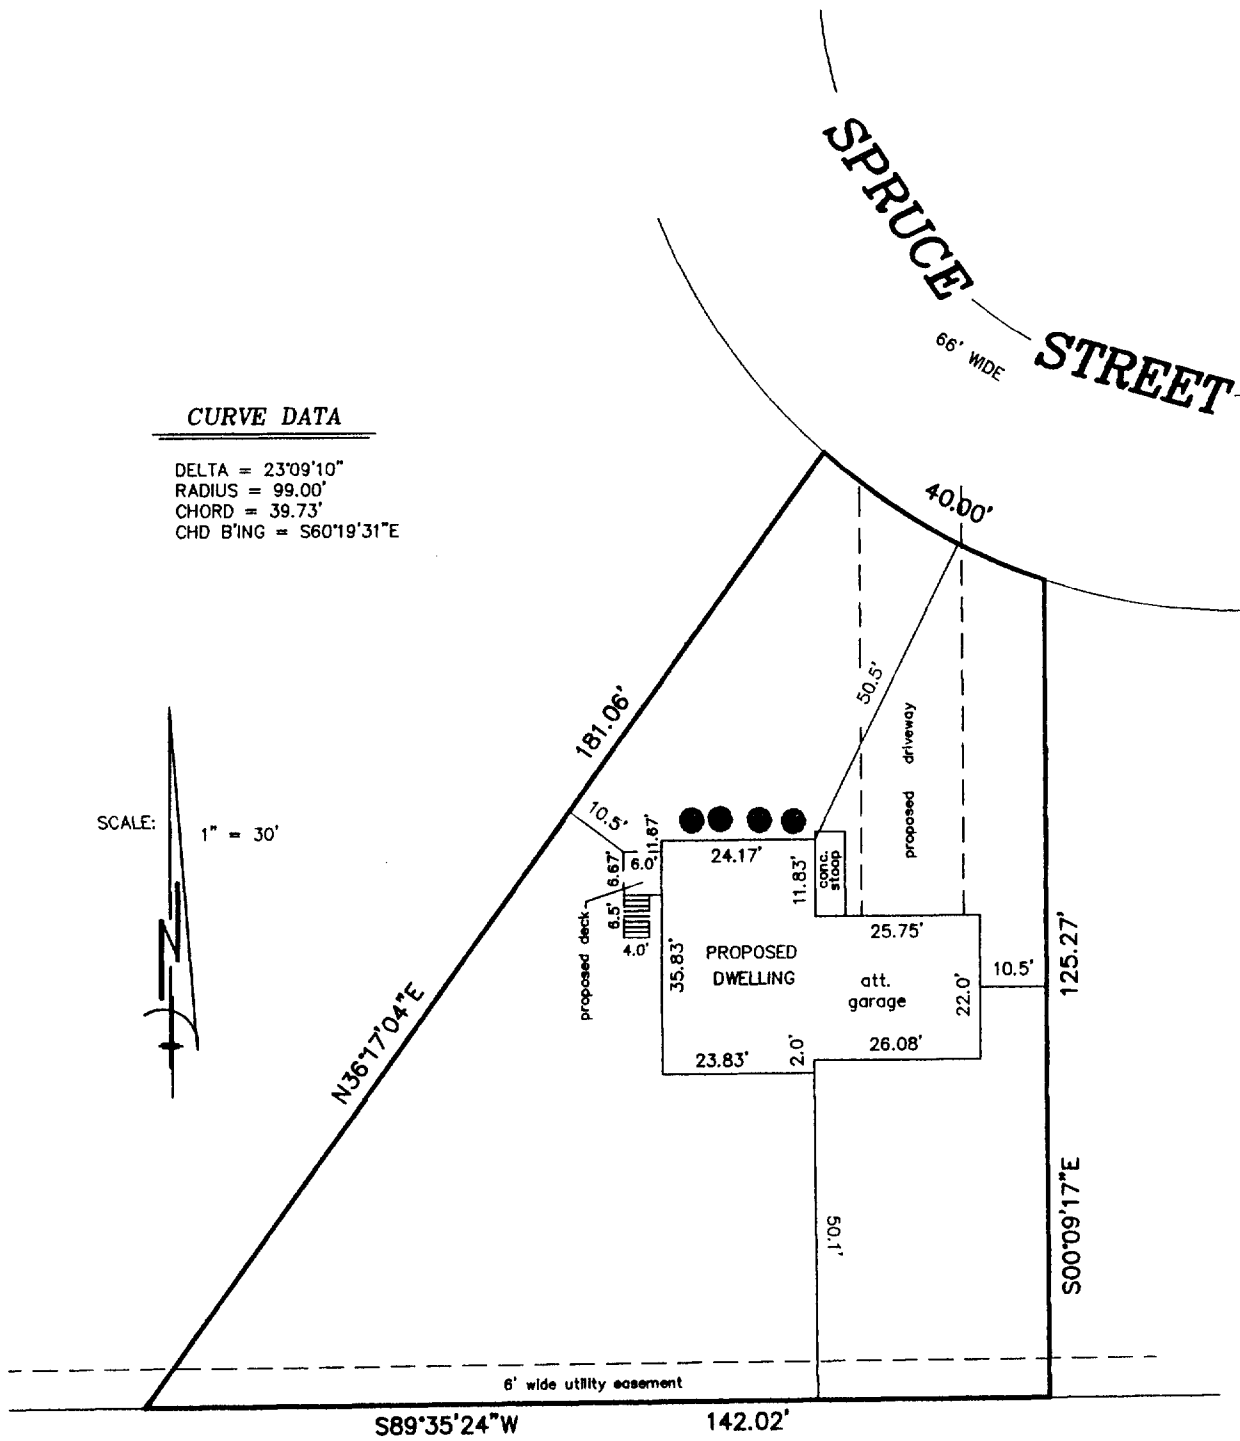 SPRUCE
STREET
66' WIDE
CURVE DATA
DELTA = 23°09'10"
RADIUS = 99.00'
CHORD = 39.73'
CHD B'ING = S60°19'31"E
40.00'
181.06'
50.5'
proposed driveway
SCALE:
1" = 30'
N
10.5'
1.67'
6.67'
6.0'
24.17'
11.83'
conc.
stoop
6.5'
4.0'
proposed deck
35.83'
PROPOSED
DWELLING
25.75'
att.
garage
22.0'
10.5'
125.27'
26.08'
23.83'
2.0'
N36°17'04"E
50.1'
S00°09'17"E
6' wide utility easement
S89°35'24"W
142.02'